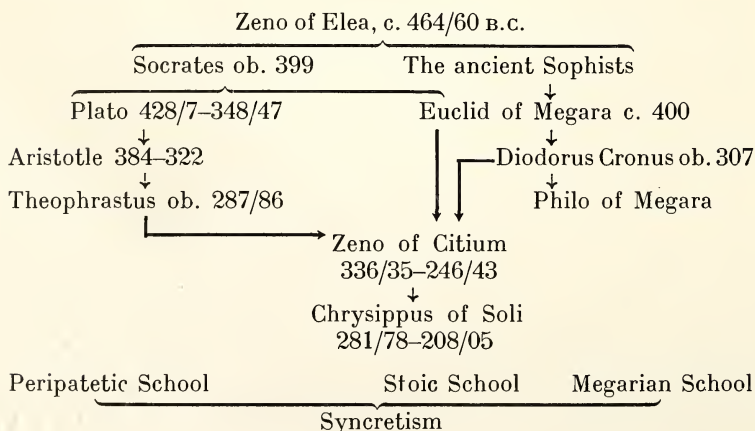 Zeno of Elea, c. 464/60 B.C.
Socrates ob. 399 The ancient Sophists
Plato 428/7–348/47 Euclid of Megara c. 400
Aristotle 384–322 Diodorus Cronus ob. 307
Theophrastus ob. 287/86 Philo of Megara
Zeno of Citium
336/35–246/43
Chrysippus of Soli
281/78–208/05
Peripatetic School Stoic School Megarian School
Syncretism